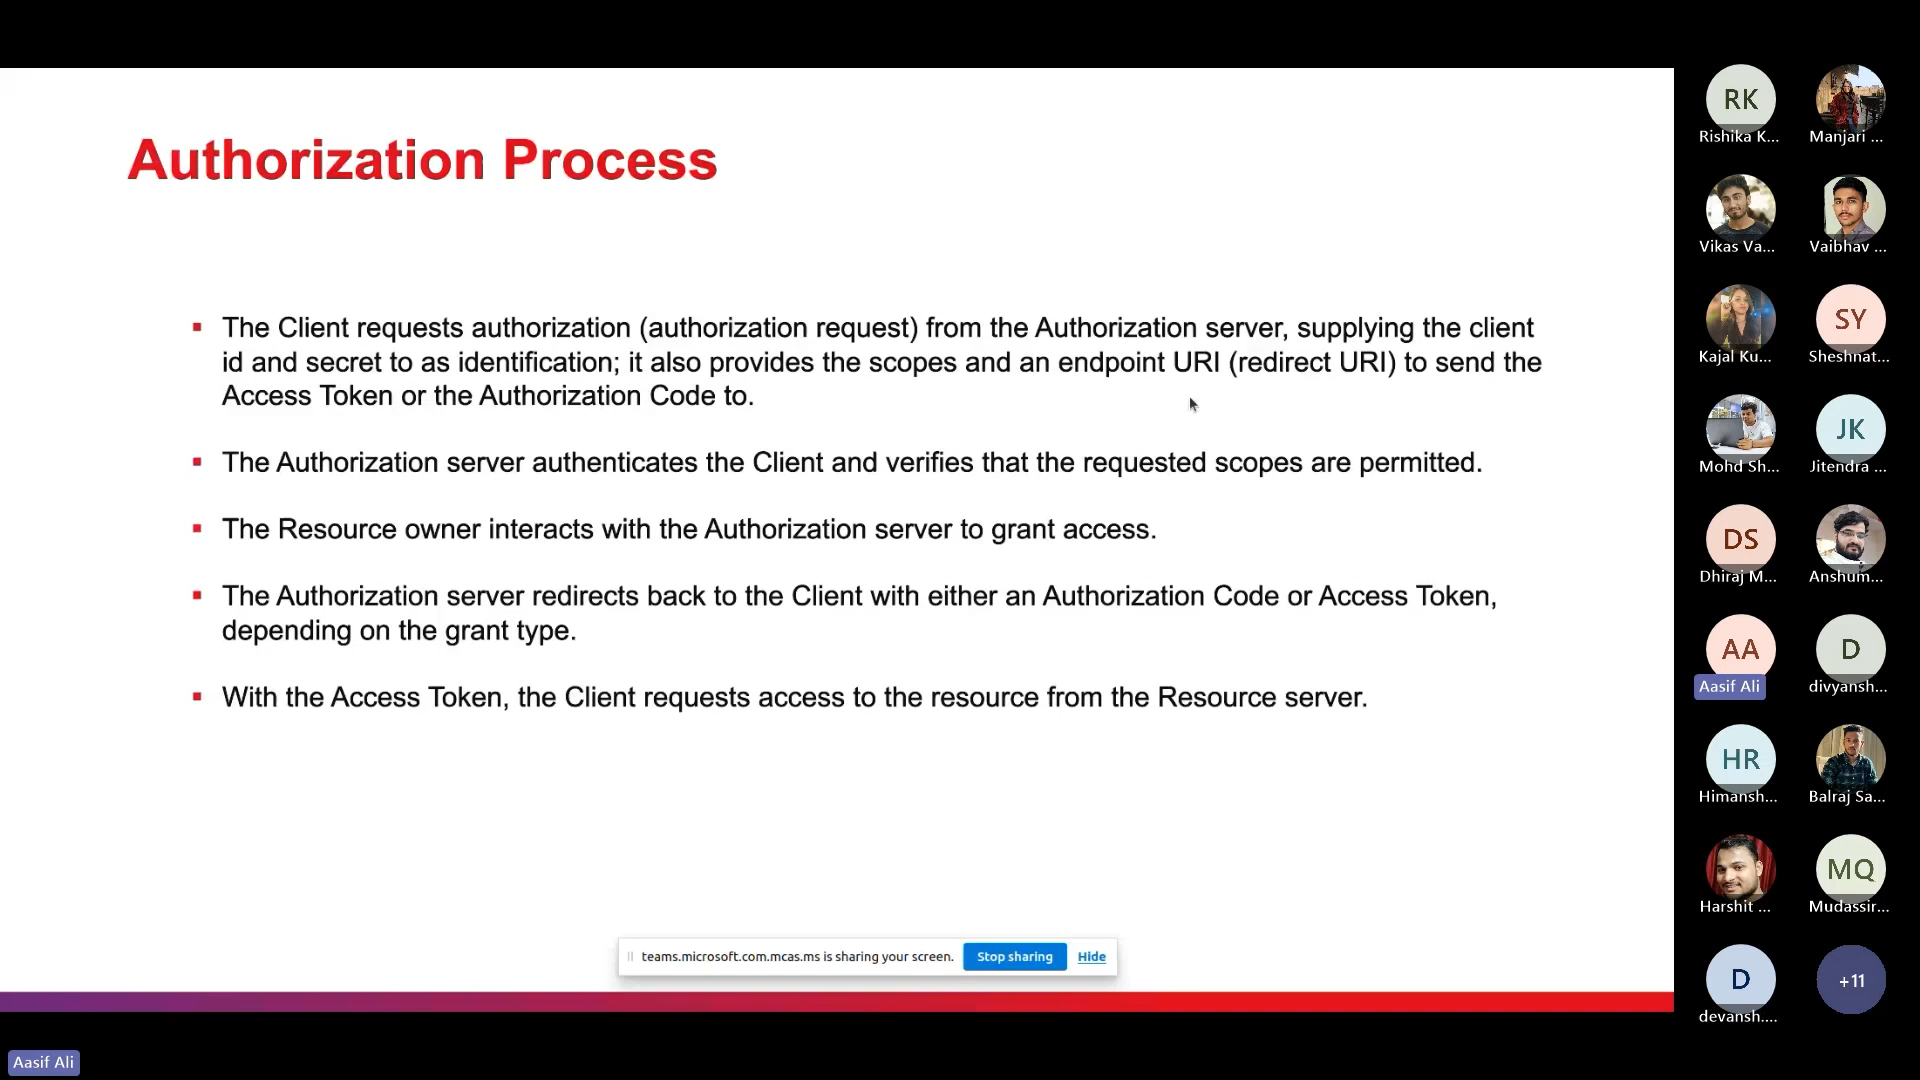 Authorization Process
The Client requests authorization (authorization request) from the Authorization server, supplying the client
id and secret to as identification; it also provides the scopes and an endpoint URI (redirect URI) to send the
Access Token or the Authorization Code to.
The Authorization server authenticates the Client and verifies that the requested scopes are permitted.
The Resource owner interacts with the Authorization server to grant access.
The Authorization server redirects back to the Client with either an Authorization Code or Access Token,
depending on the grant type.
With the Access Token, the Client requests access to the resource from the Resource server.
teams.microsoft.com.mcas.ms is sharing your screen. Stop sharing Hide
Aasif Ali
RK
Rishika K... Manjari ...
Vikas Va... Vaibhav ...
SY
Kajal Ku... Sheshnat...
JK
Mohd Sh... Jitendra ...
DS
Dhiraj M... Anshum...
AA D
Aasif Ali divyansh...
HR
Himansh... Balraj Sa...
MQ
Harshit ... Mudassir...
D +11
devansh....